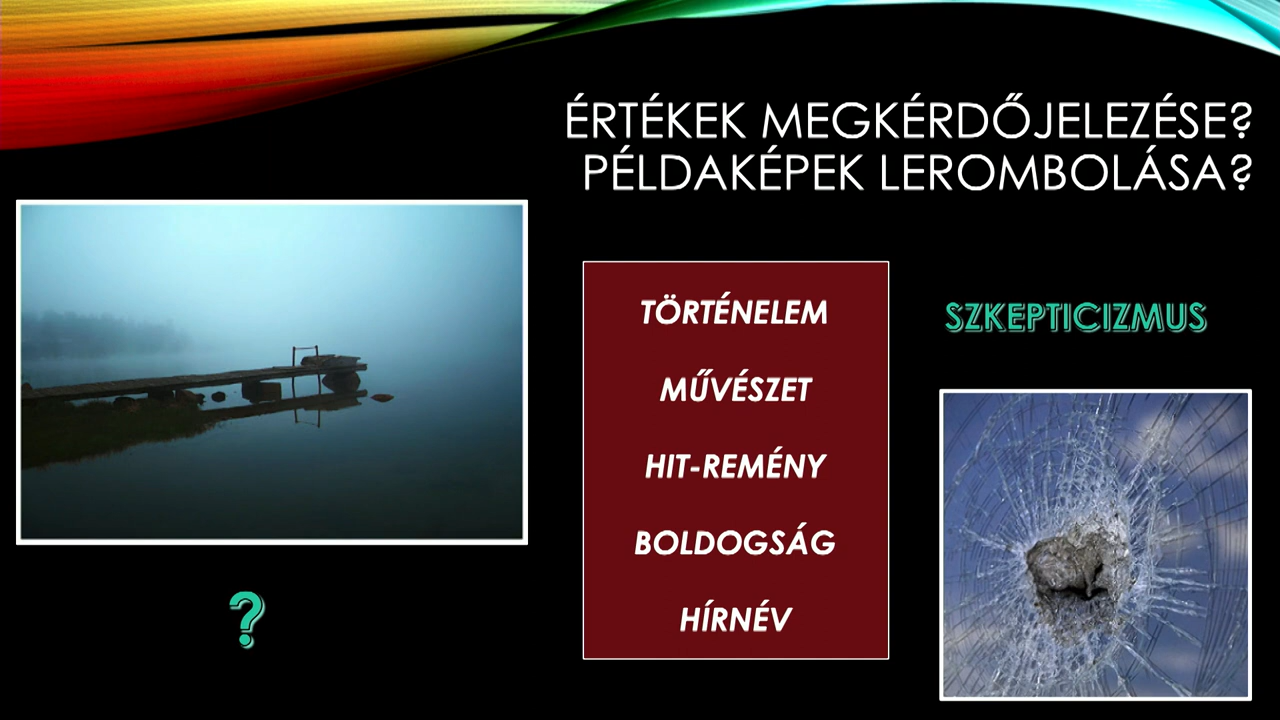 ÉRTÉKEK MEGKÉRDŐJELEZÉSE?
PÉLDAKÉPEK LEROMBOLÁSA?
TÖRTÉNELEM
MŰVÉSZET
HIT-REMÉNY
BOLDOGSÁG
HÍRNÉV
SZKEPTICIZMUS
?